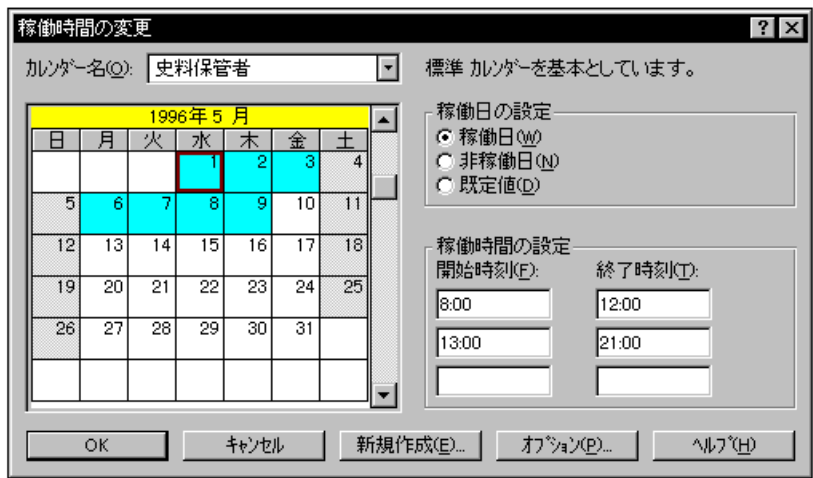 稼働時間の変更
カレンダー名(O): 史料保管者
標準 カレンダーを基本としています。
1996年 5 月
日 月 火 水 木 金 土
1 2 3 4
5 6 7 8 9 10 11
12 13 14 15 16 17 18
19 20 21 22 23 24 25
26 27 28 29 30 31
稼働日の設定
稼働日(W)
非稼働日(N)
既定値(D)
稼働時間の設定
開始時刻(F): 終了時刻(T):
8:00 12:00
13:00 21:00
OK キャンセル 新規作成(E)... オプション(P)... ヘルプ(H)